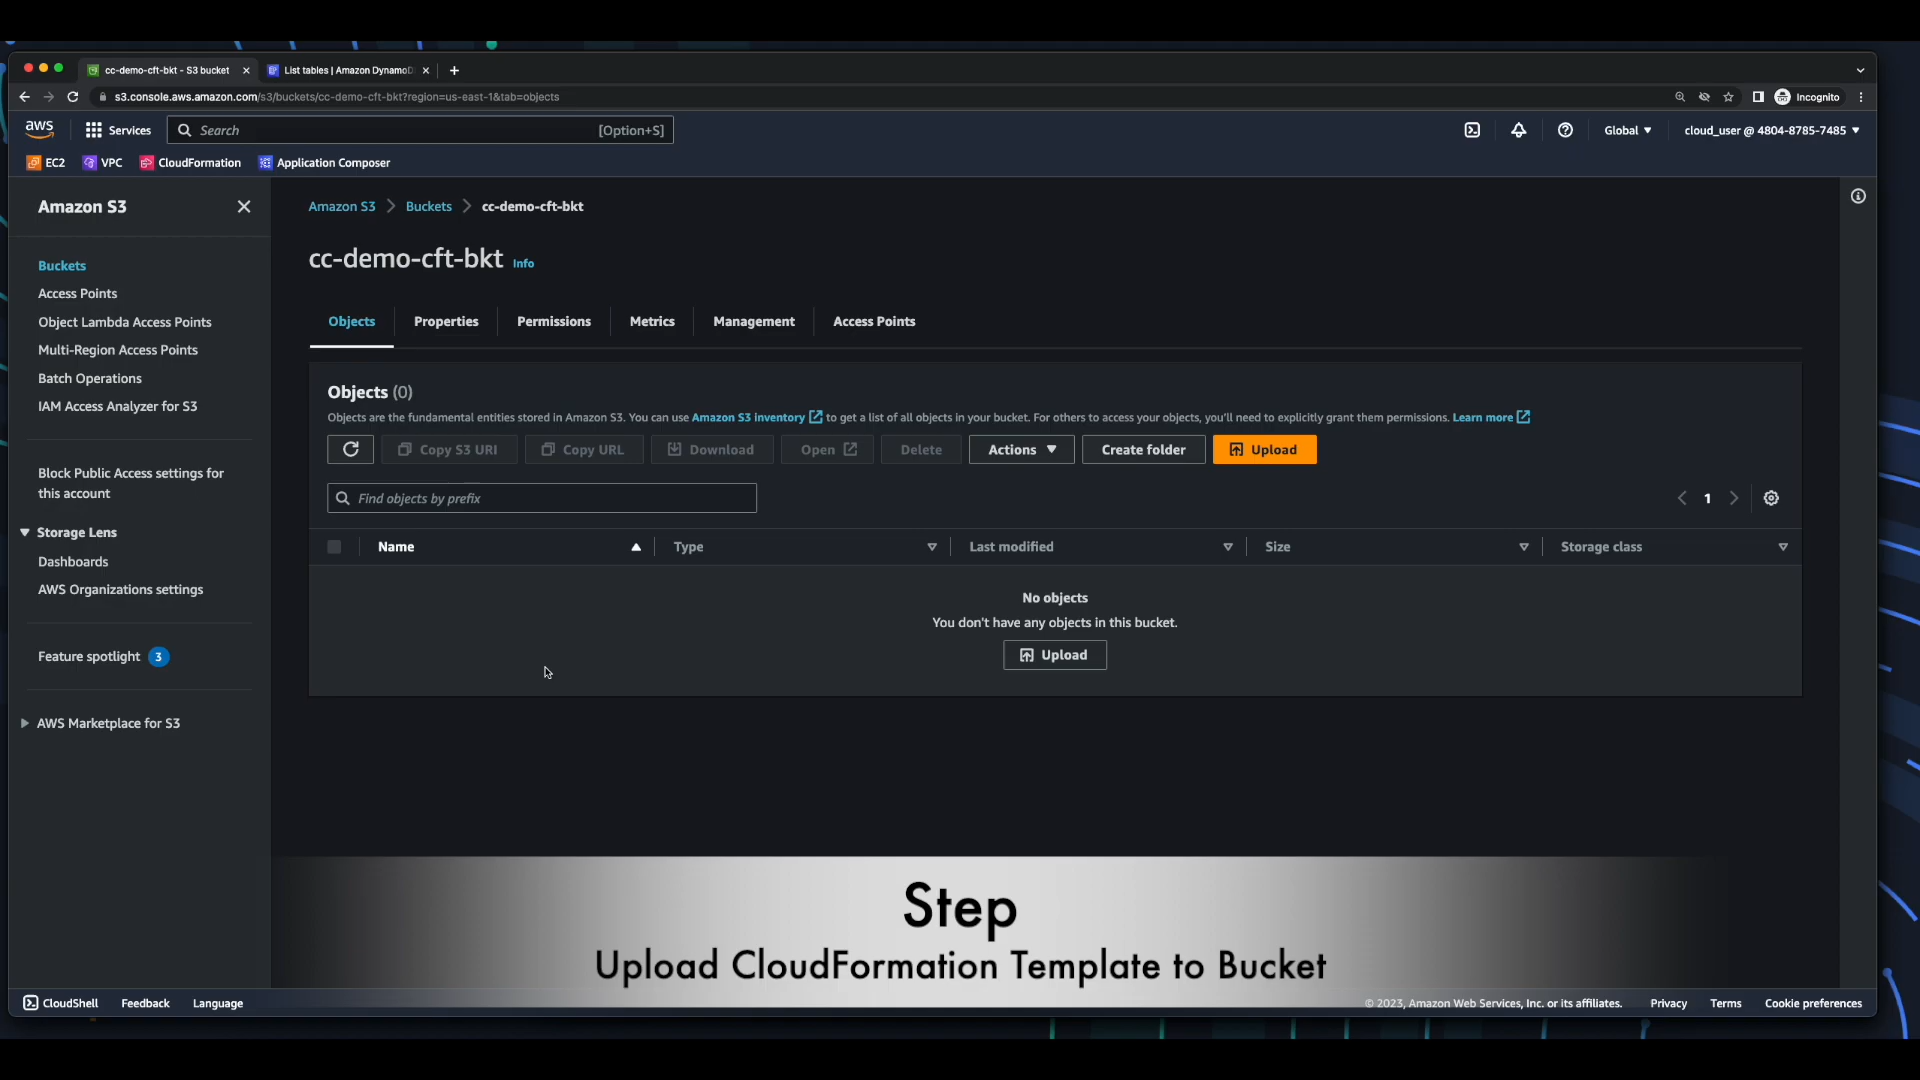 cc-demo-cft-bkt - S3 bucket
List tables | Amazon DynamoD
s3.console.aws.amazon.com/s3/buckets/cc-demo-cft-bkt?region=us-east-1&tab=objects
Incognito
aws
Services
Search
[Option+S]
Global
cloud_user @ 4804-8785-7485
EC2
VPC
CloudFormation
Application Composer
Amazon S3
Buckets
Access Points
Object Lambda Access Points
Multi-Region Access Points
Batch Operations
IAM Access Analyzer for S3
Block Public Access settings for
this account
Storage Lens
Dashboards
AWS Organizations settings
Feature spotlight 3
AWS Marketplace for S3
Amazon S3
Buckets
cc-demo-cft-bkt
cc-demo-cft-bkt Info
Objects
Properties
Permissions
Metrics
Management
Access Points
Objects (0)
Objects are the fundamental entities stored in Amazon S3. You can use Amazon S3 inventory to get a list of all objects in your bucket. For others to access your objects, you'll need to explicitly grant them permissions. Learn more
Copy S3 URI
Copy URL
Download
Open
Delete
Actions
Create folder
Upload
Find objects by prefix
1
Name
Type
Last modified
Size
Storage class
No objects
You don't have any objects in this bucket.
Upload
Step
Upload CloudFormation Template to Bucket
CloudShell
Feedback
Language
© 2023, Amazon Web Services, Inc. or its affiliates.
Privacy
Terms
Cookie preferences